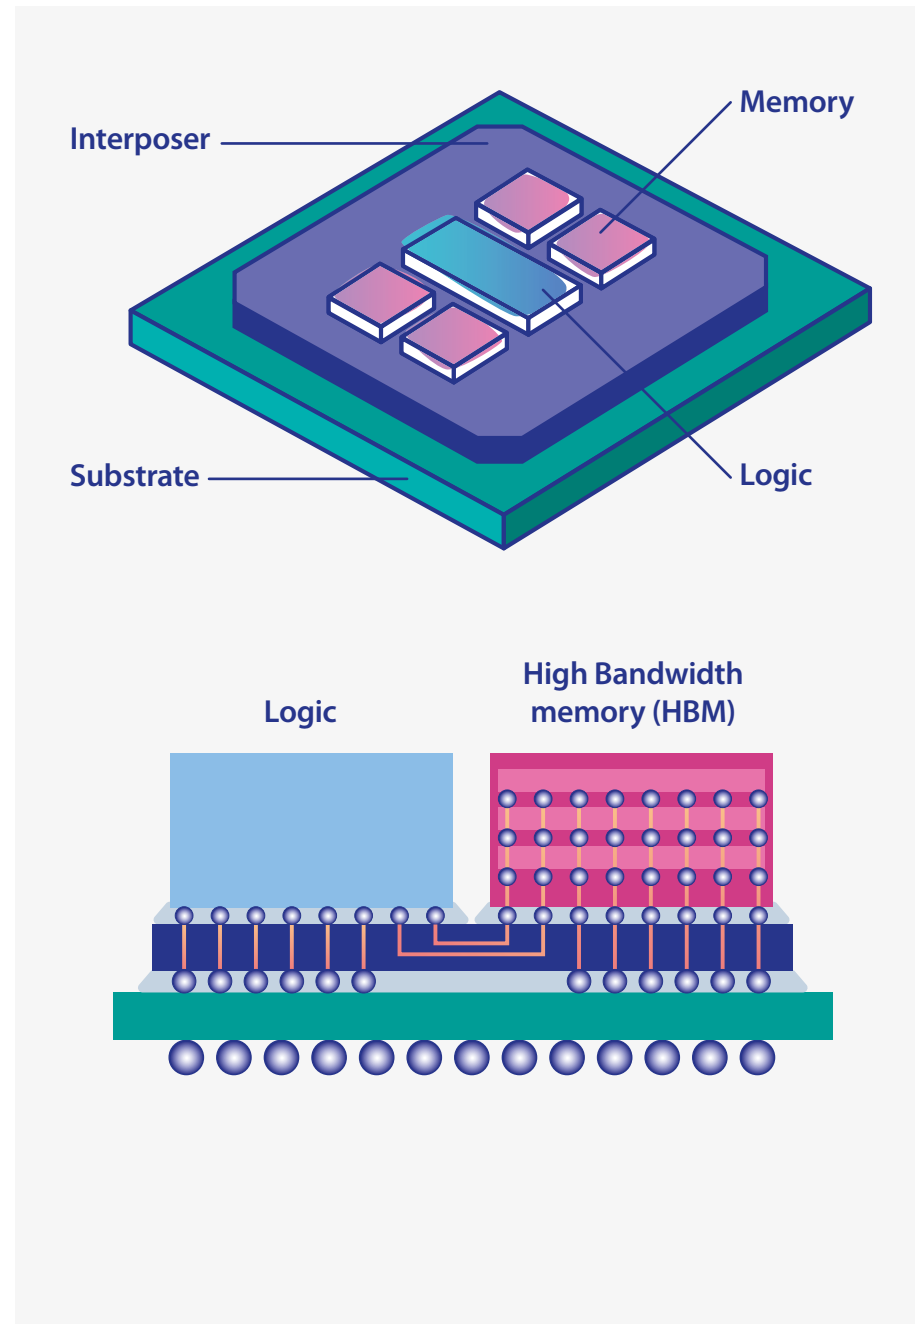 Memory
Interposer
Substrate
Logic
High Bandwidth
memory (HBM)
Logic